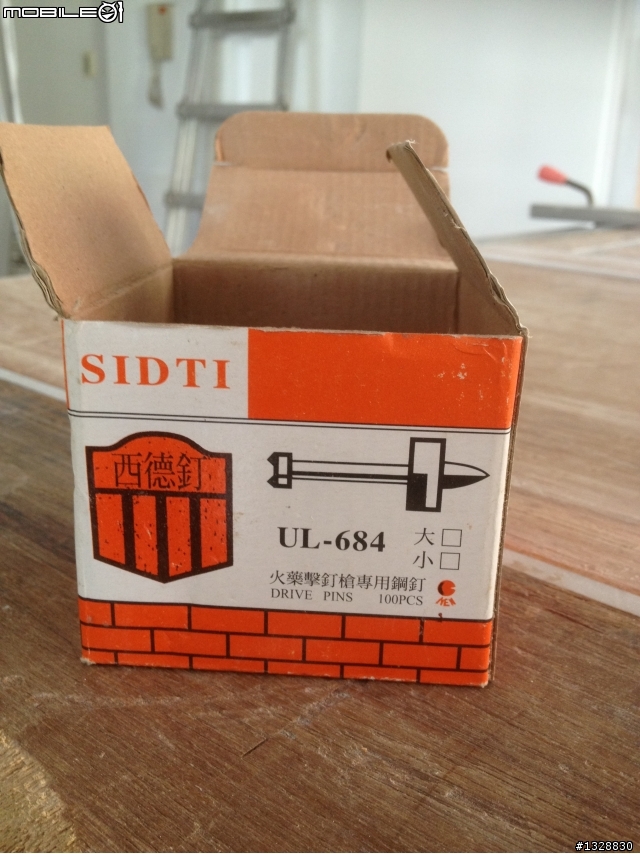 MOBILE01
SIDTI
西德釘
UL-684
大□
小□
火藥擊釘槍專用鋼釘
DRIVE PINS 100PCS
#1328830